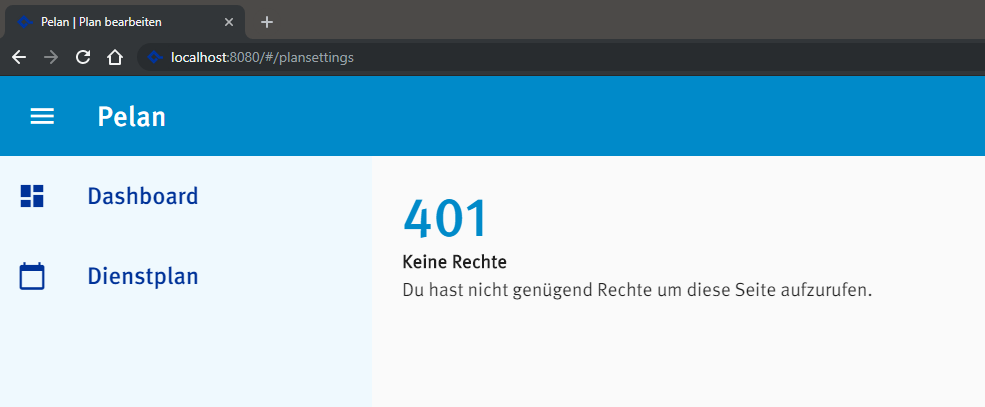 Pelan | Plan bearbeiten
localhost:8080/#/plansettings
Pelan
Dashboard
Dienstplan
401
Keine Rechte
Du hast nicht genügend Rechte um diese Seite aufzurufen.